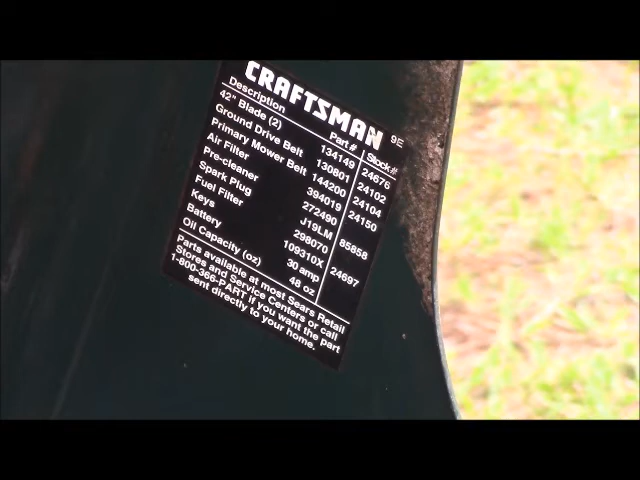 CRAFTSMAN 9E
Description Part # Stock#
42" Blade (2) 134149 24676
Ground Drive Belt 130801 24102
Primary Mower Belt 144200 24104
Air Filter 394019 24150
Pre-cleaner 272490
Spark Plug J19LM 85858
Fuel Filter 298070
Keys 109310X
Battery 30 amp 24697
Oil Capacity (oz) 48 oz
Parts available at most Sears Retail
Stores and Service Centers or call
1-800-366-PART if you want the part
sent directly to your home.